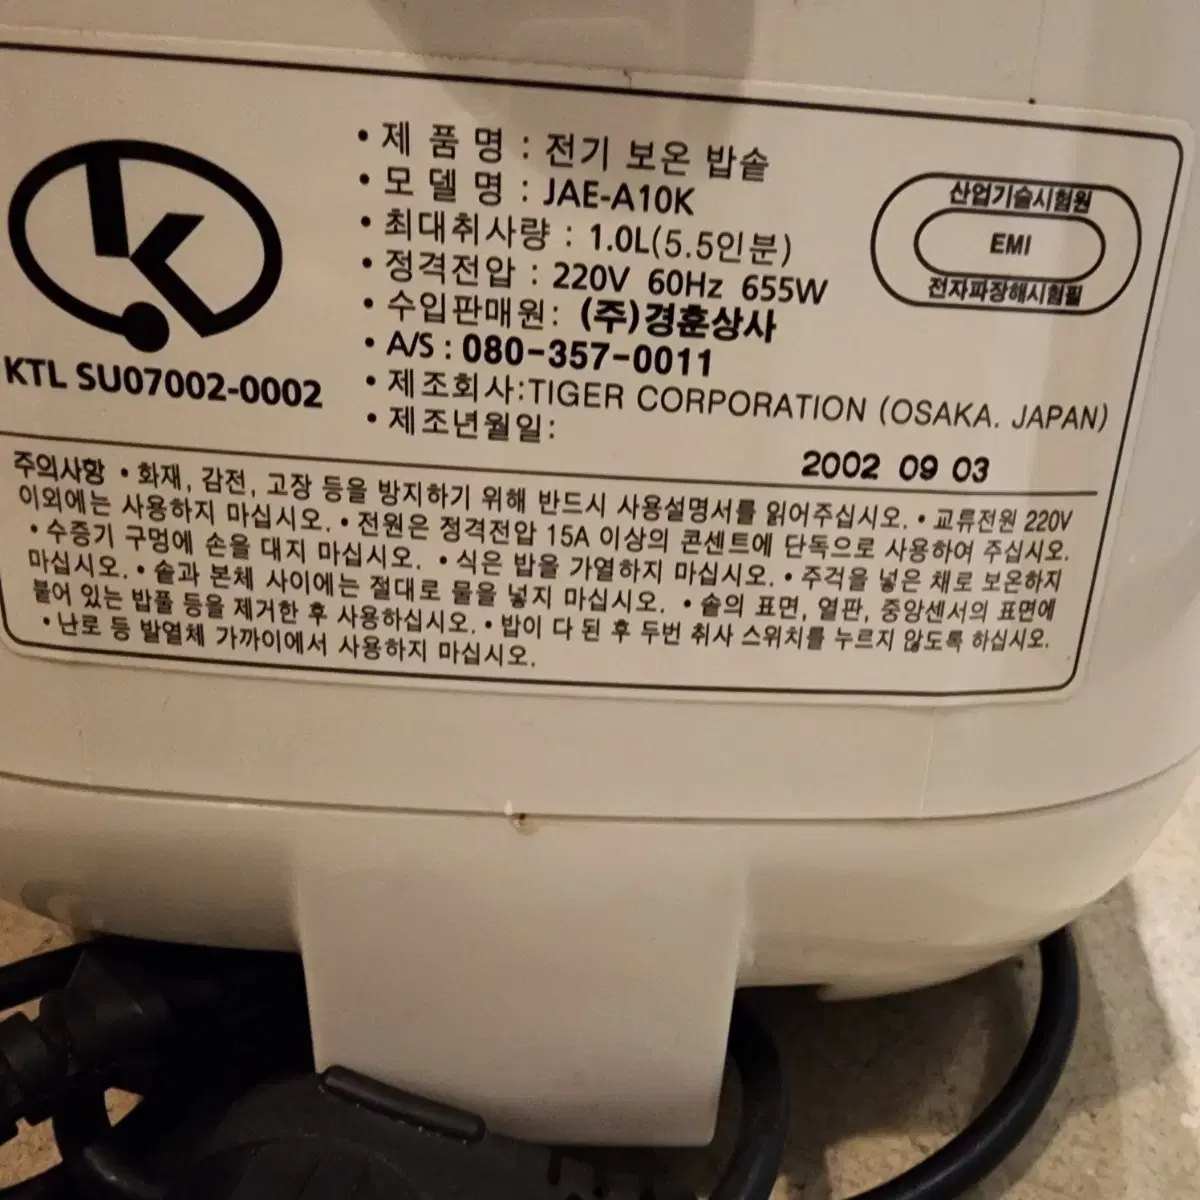 • 제 품 명 : 전기 보온 밥솥
• 모 델 명 : JAE-A10K
• 최대취사량 : 1.0L(5.5인분)
• 정격전압 : 220V 60Hz 655W
• 수입판매원: (주)경훈상사
• A/S : 080-357-0011
• 제조회사:TIGER CORPORATION (OSAKA. JAPAN)
• 제조년월일:
2002 09 03
KTL SU07002-0002
산업기술시험원
EMI
전자파장해시험필
주의사항 • 화재, 감전, 고장 등을 방지하기 위해 반드시 사용설명서를 읽어주십시오. • 교류전원 220V
이외에는 사용하지 마십시오. • 전원은 정격전압 15A 이상의 콘센트에 단독으로 사용하여 주십시오.
• 수증기 구멍에 손을 대지 마십시오. • 식은 밥을 가열하지 마십시오. • 주걱을 넣은 채로 보온하지
마십시오. • 솥과 본체 사이에는 절대로 물을 넣지 마십시오. • 솥의 표면, 열판, 중앙센서의 표면에
붙어 있는 밥풀 등을 제거한 후 사용하십시오. • 밥이 다 된 후 두번 취사 스위치를 누르지 않도록 하십시오.
• 난로 등 발열체 가까이에서 사용하지 마십시오.